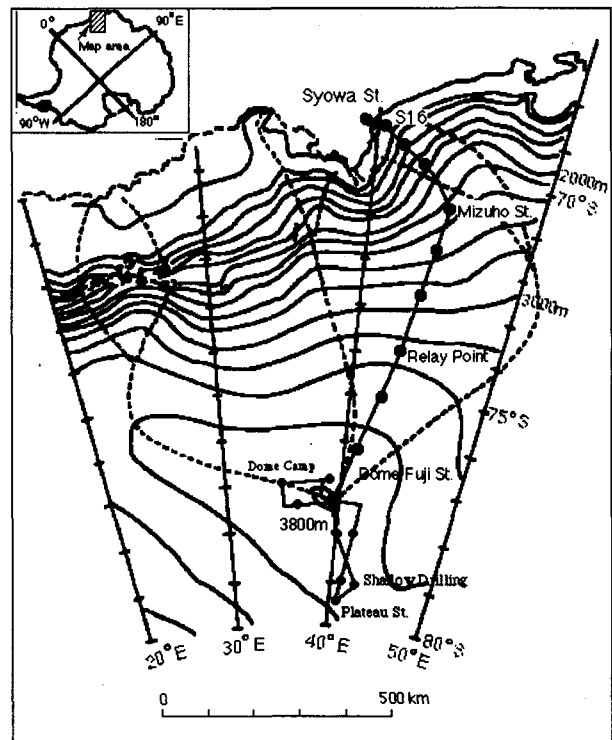 0°
90°E
Map area
90°W
180°
Syowa St.
S16
2000m
70°S
Mizuho St.
3000m
Relay Point
75°S
Dome Camp
Dome Fuji St.
3800m
Shallow Drilling
Plateau St.
20°E
30°E
40°E
50°E
80°S
0
500 km